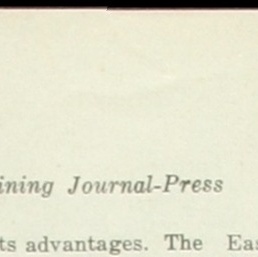 ining Journal-Press
ts advantages. The Eas